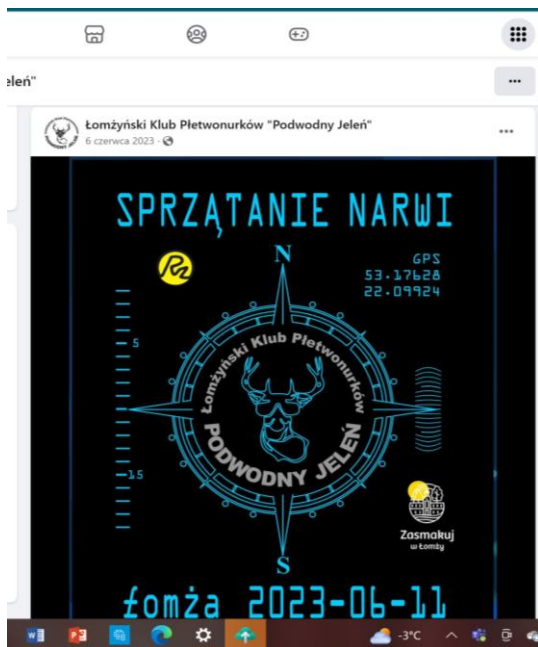 eleń"
Łomżyński Klub Płetwonurków "Podwodny Jeleń"
6 czerwca 2023
SPRZĄTANIE NARWI
N
GPS
53.17628
22.09924
5
Łomżyński Klub Płetwonurków
PODWODNY JELEŃ
15
Zasmakuj
w Łomży
S
Łomża 2023-06-11
-3°C